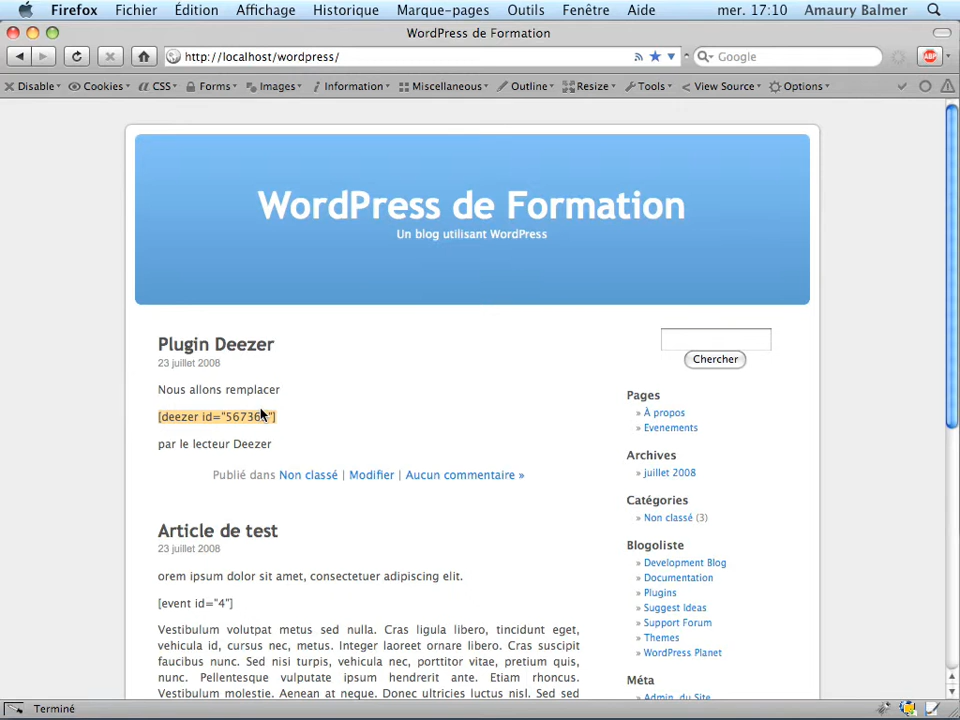 Firefox Fichier Édition Affichage Historique Marque-pages Outils Fenêtre Aide mer. 17:10 Amaury Balmer
WordPress de Formation
http://localhost/wordpress/ Google ABP
Disable Cookies CSS Forms Images Information Miscellaneous Outline Resize Tools View Source Options
WordPress de Formation
Un blog utilisant WordPress
Plugin Deezer
23 juillet 2008
Nous allons remplacer
[deezer id="5673 "]
par le lecteur Deezer
Publié dans Non classé | Modifier | Aucun commentaire »
Article de test
23 juillet 2008
orem ipsum dolor sit amet, consectetuer adipiscing elit.
[event id="4"]
Vestibulum volutpat metus sed nulla. Cras ligula libero, tincidunt eget,
vehicula id, cursus nec, metus. Integer laoreet ornare libero. Cras suscipit
faucibus nunc. Sed nisi turpis, vehicula nec, porttitor vitae, pretium quis,
nunc. Pellentesque vulputate ipsum hendrerit ante. Etiam rhoncus.
Vestibulum molestie. Aenean at neque. Donec ultricies luctus nisl. Sed
Chercher
Pages
» À propos
» Evenements
Archives
» juillet 2008
Catégories
» Non classé (3)
Blogoliste
» Development Blog
» Documentation
» Plugins
» Suggest Ideas
» Support Forum
» Themes
» WordPress Planet
Méta
» Admin. du Site
Terminé